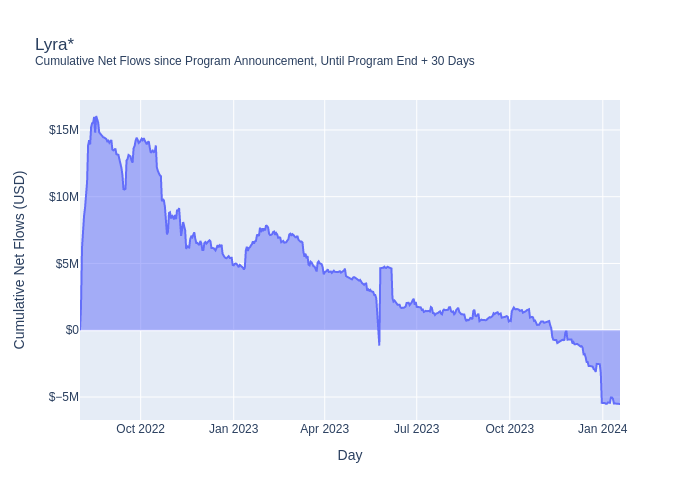 Lyra*
Cumulative Net Flows since Program Announcement, Until Program End + 30 Days
Cumulative Net Flows (USD)
$15M
$10M
$5M
$0
$−5M
Oct 2022 Jan 2023 Apr 2023 Jul 2023 Oct 2023 Jan 2024
Day